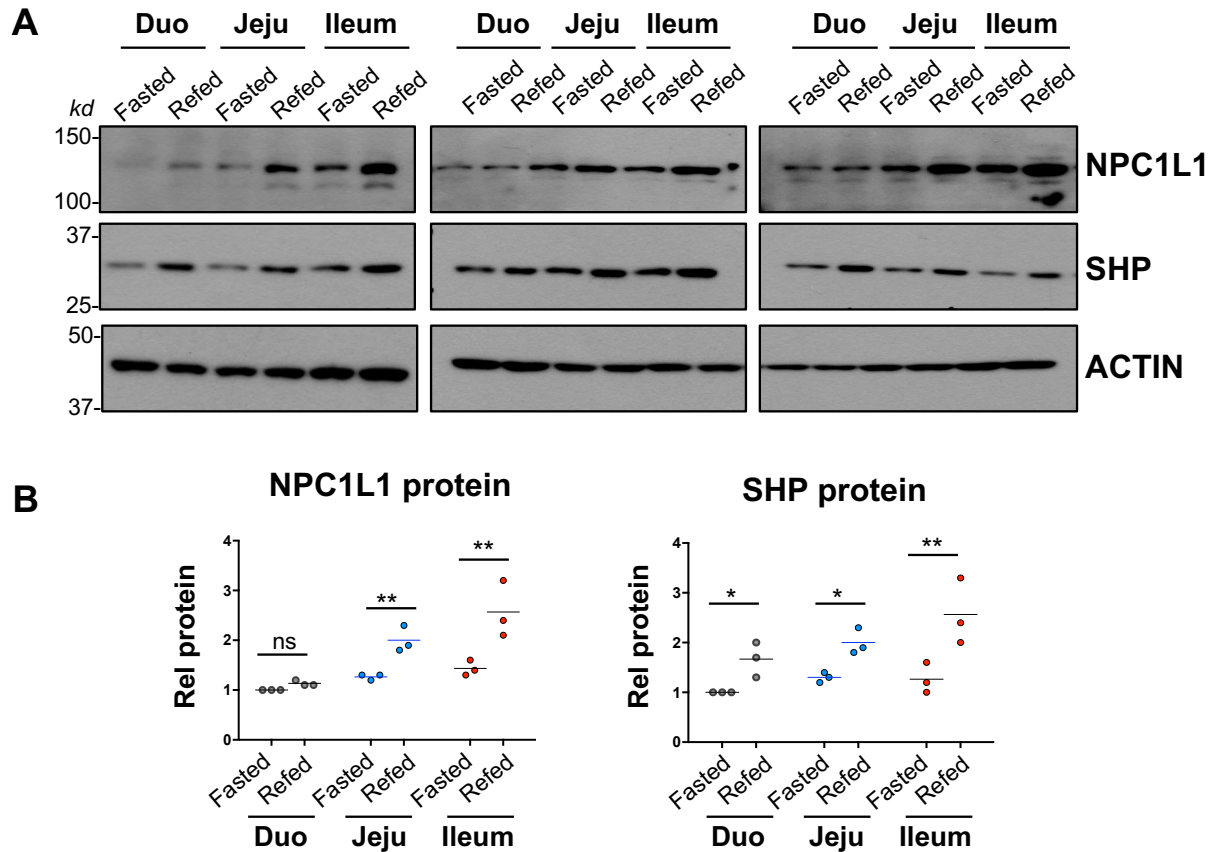 A
Duo Jeju Ileum Duo Jeju Ileum Duo Jeju Ileum
kd Fasted Refed Fasted Refed Fasted Refed Fasted Refed Fasted Refed Fasted Refed Fasted Refed Fasted Refed Fasted Refed
150-
NPC1L1
100-
37-
SHP
25-
50-
ACTIN
37-
B
NPC1L1 protein
Rel protein
4
3
2
1
0
ns ** **
Fasted Refed Fasted Refed Fasted Refed
Duo Jeju Ileum
SHP protein
Rel protein
4
3
2
1
0
* * **
Fasted Refed Fasted Refed Fasted Refed
Duo Jeju Ileum